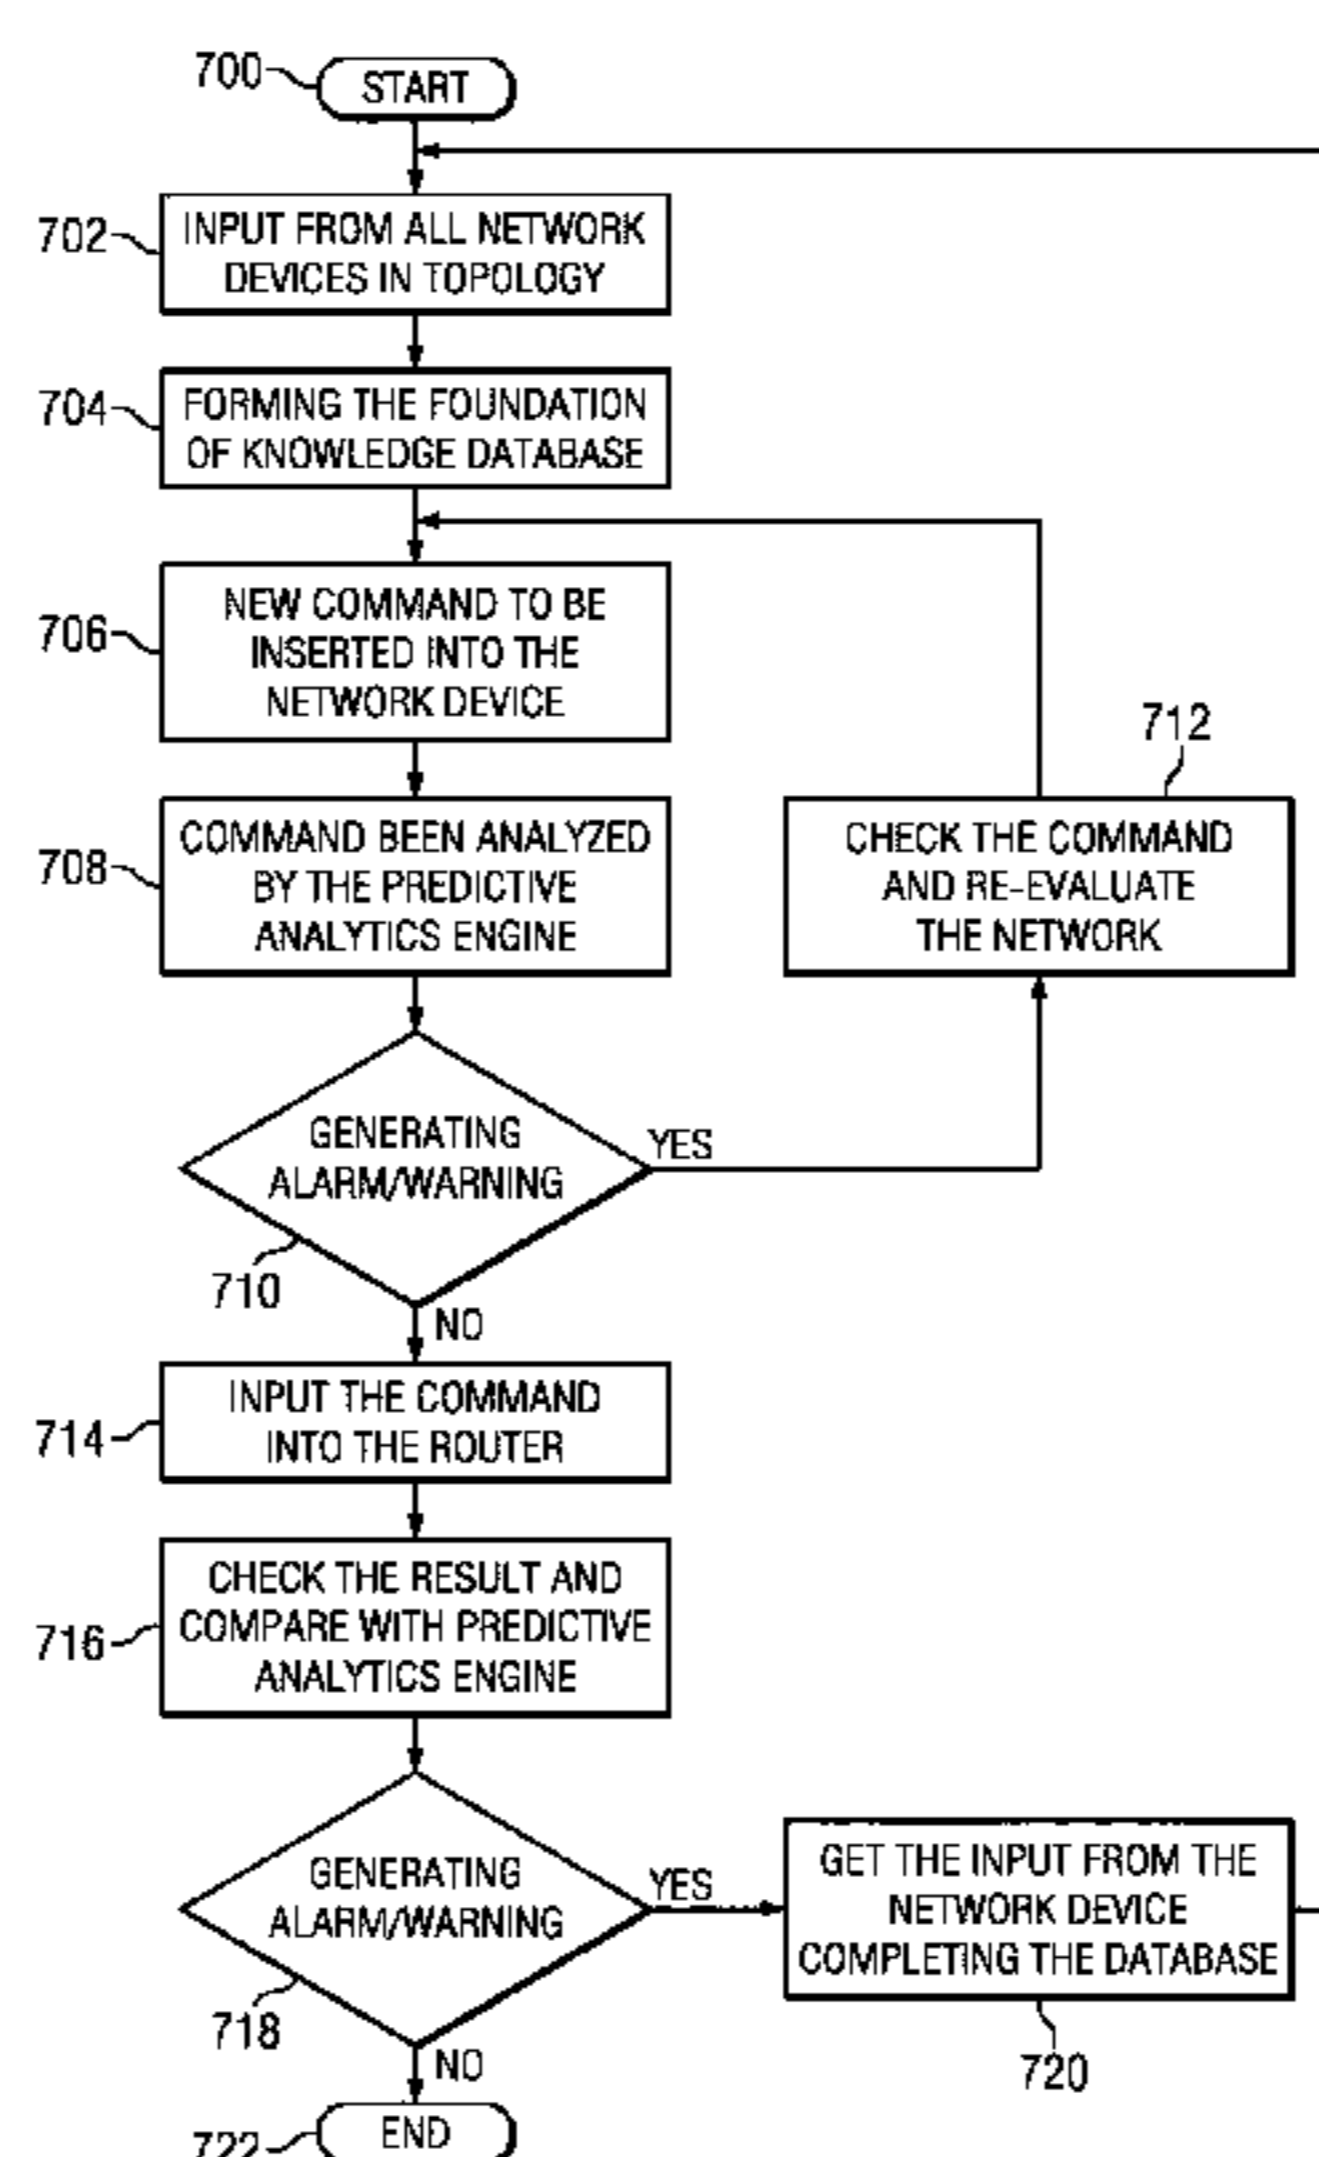 700
START
702
INPUT FROM ALL NETWORK
DEVICES IN TOPOLOGY
704
FORMING THE FOUNDATION
OF KNOWLEDGE DATABASE
706
NEW COMMAND TO BE
INSERTED INTO THE
NETWORK DEVICE
708
COMMAND BEEN ANALYZED
BY THE PREDICTIVE
ANALYTICS ENGINE
712
CHECK THE COMMAND
AND RE-EVALUATE
THE NETWORK
GENERATING
ALARM/WARNING
YES
710
NO
714
INPUT THE COMMAND
INTO THE ROUTER
716
CHECK THE RESULT AND
COMPARE WITH PREDICTIVE
ANALYTICS ENGINE
GENERATING
ALARM/WARNING
YES
718
NO
GET THE INPUT FROM THE
NETWORK DEVICE
COMPLETING THE DATABASE
720
722
END